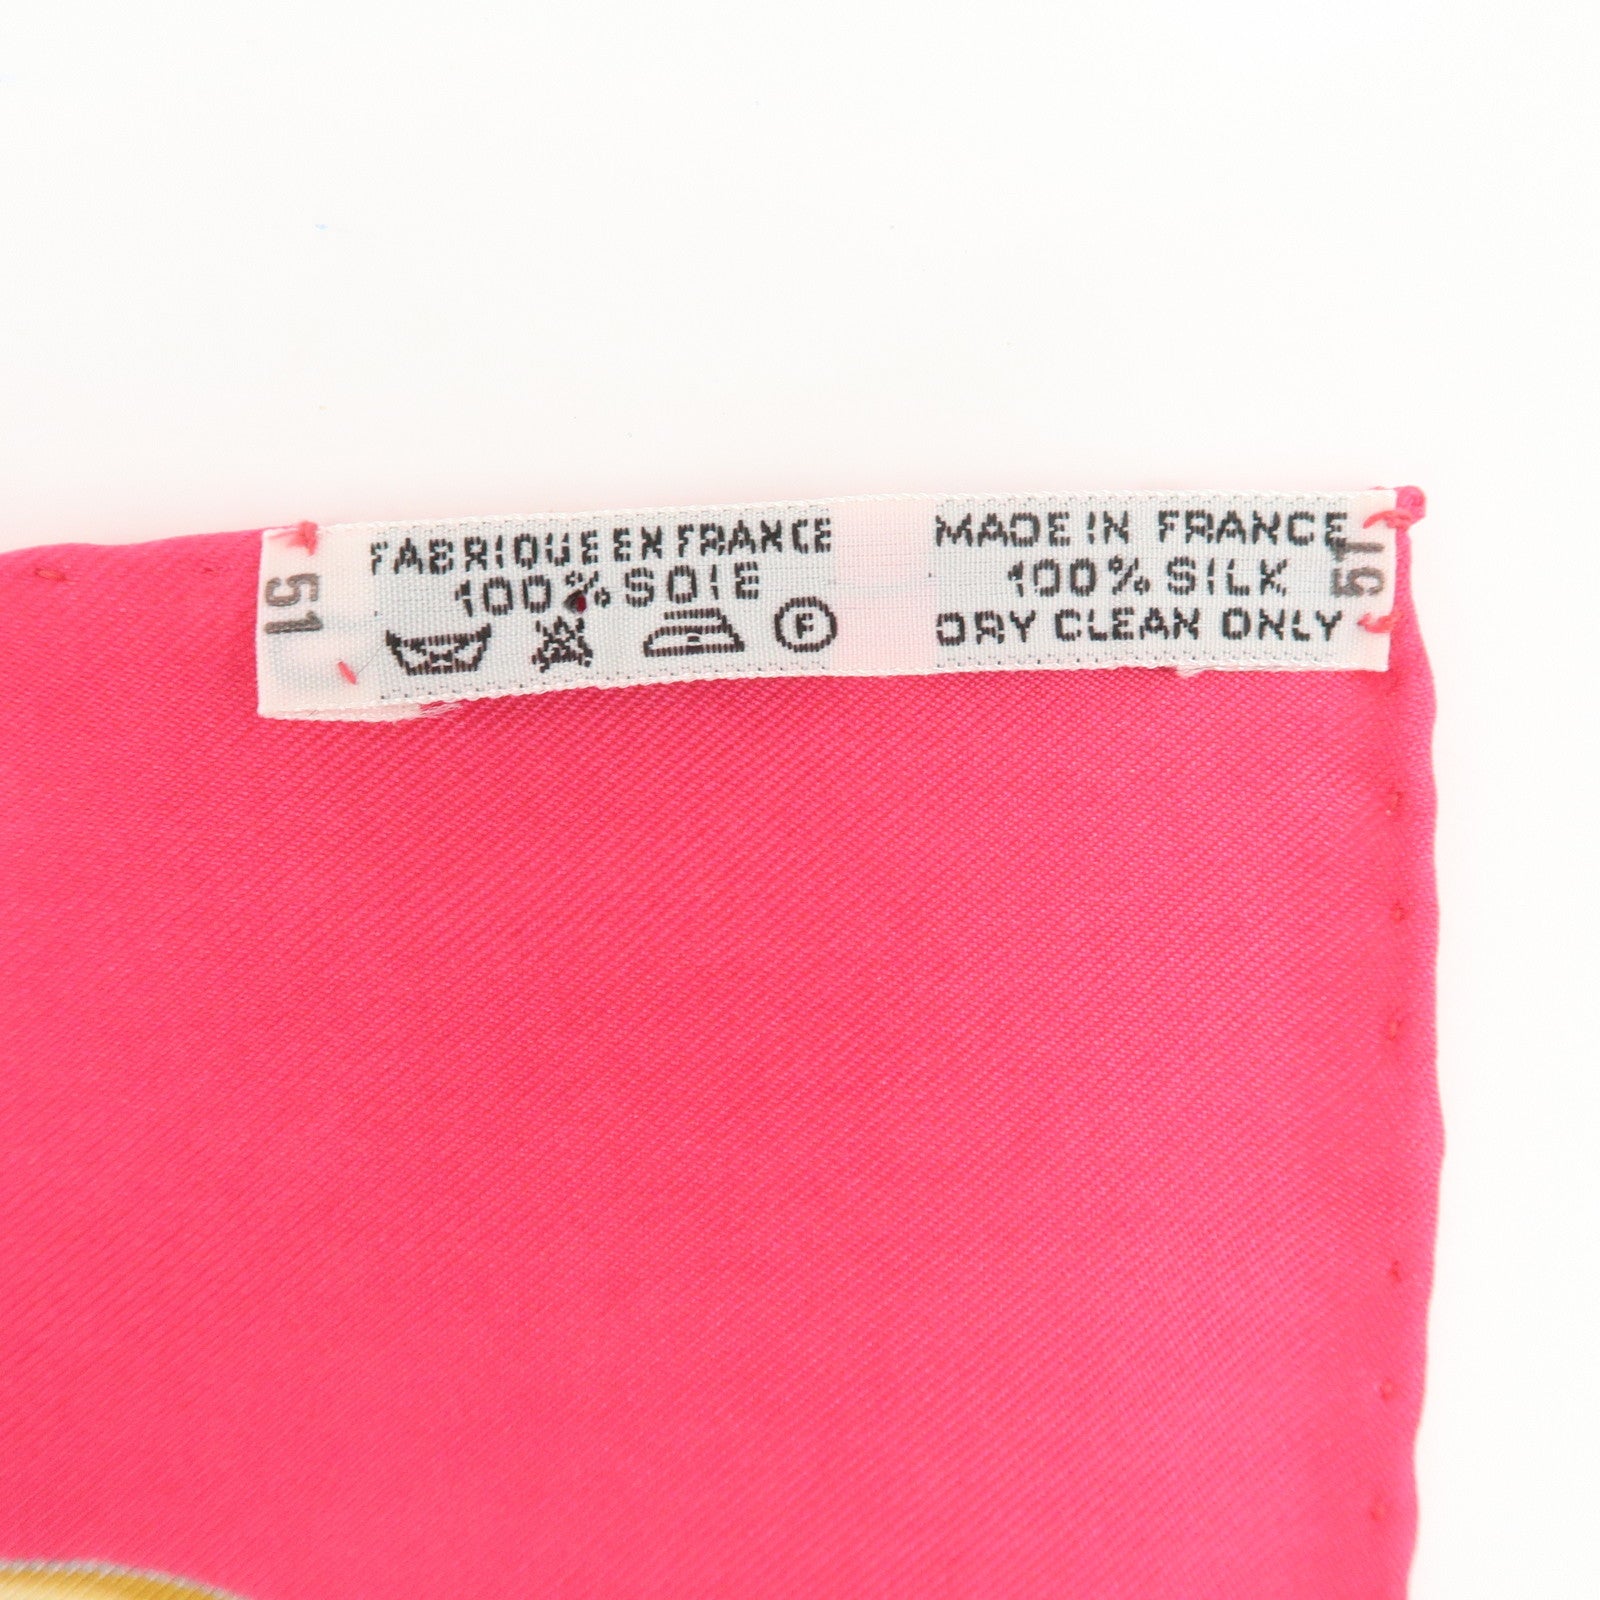 51
FABRIQUE EN FRANCE
100% SOIE
F
MADE IN FRANCE
100% SILK
DRY CLEAN ONLY
51